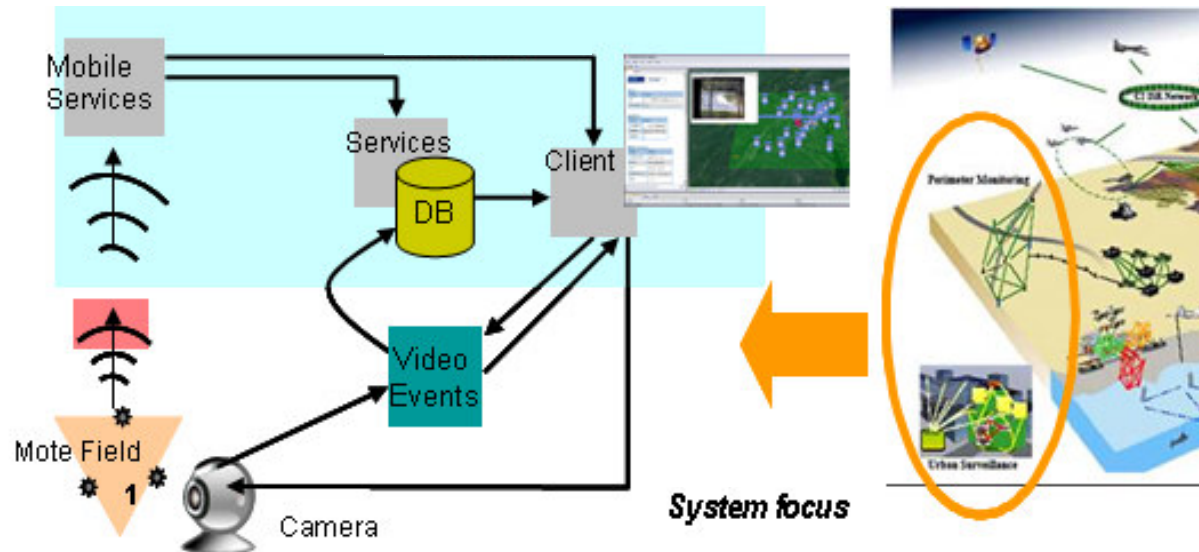 Mobile
Services
Services
DB
Client
Video
Events
Mote Field
1
Camera
System focus
Perimeter Monitoring
Urban Surveillance